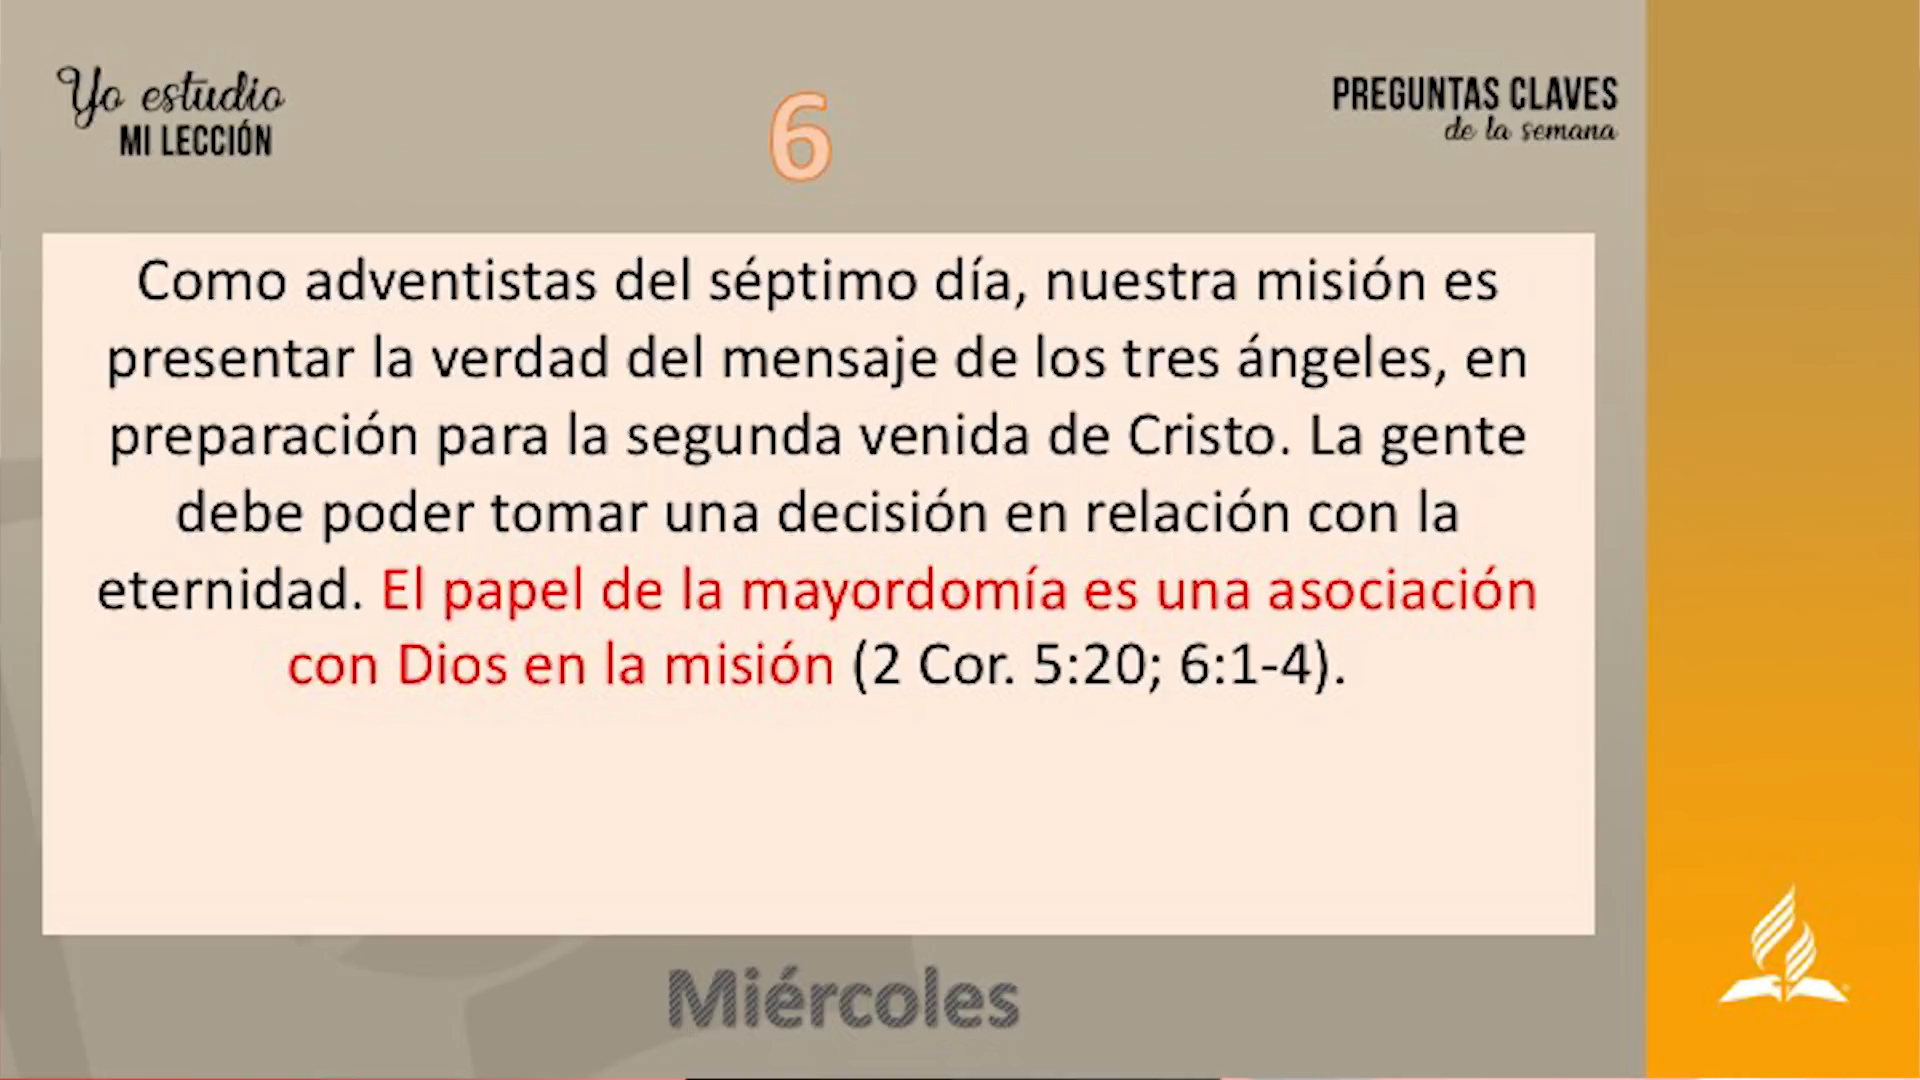 Yo estudio
MI LECCIÓN
6
PREGUNTAS CLAVES
de la semana
Como adventistas del séptimo día, nuestra misión es
presentar la verdad del mensaje de los tres ángeles, en
preparación para la segunda venida de Cristo. La gente
debe poder tomar una decisión en relación con la
eternidad. El papel de la mayordomía es una asociación
con Dios en la misión (2 Cor. 5:20; 6:1-4).
Miércoles